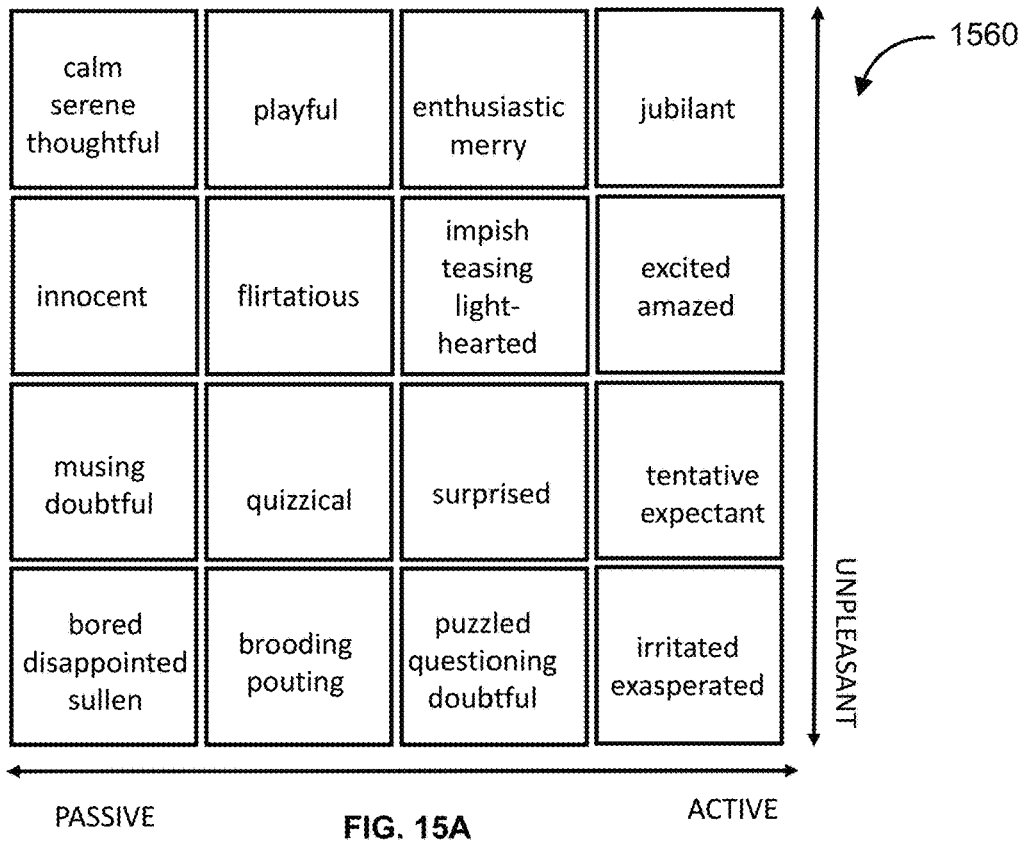 1560
calm
serene
thoughtful
playful
enthusiastic
merry
jubilant
innocent
flirtatious
impish
teasing
light-
hearted
excited
amazed
musing
doubtful
quizzical
surprised
tentative
expectant
bored
disappointed
sullen
brooding
pouting
puzzled
questioning
doubtful
irritated
exasperated
UNPLEASANT
PASSIVE
ACTIVE
FIG. 15A